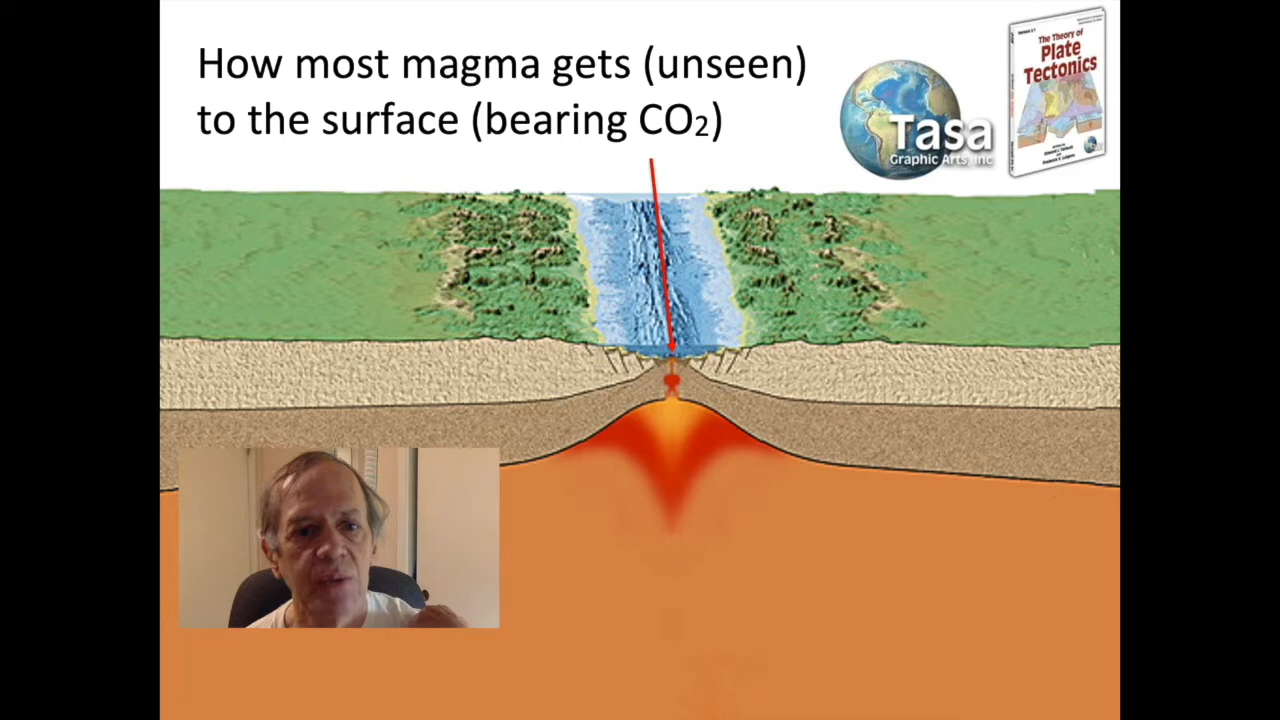 How most magma gets (unseen)
to the surface (bearing CO₂)
Tasa
Graphic Arts, Inc
The Theory of
Plate
Tectonics